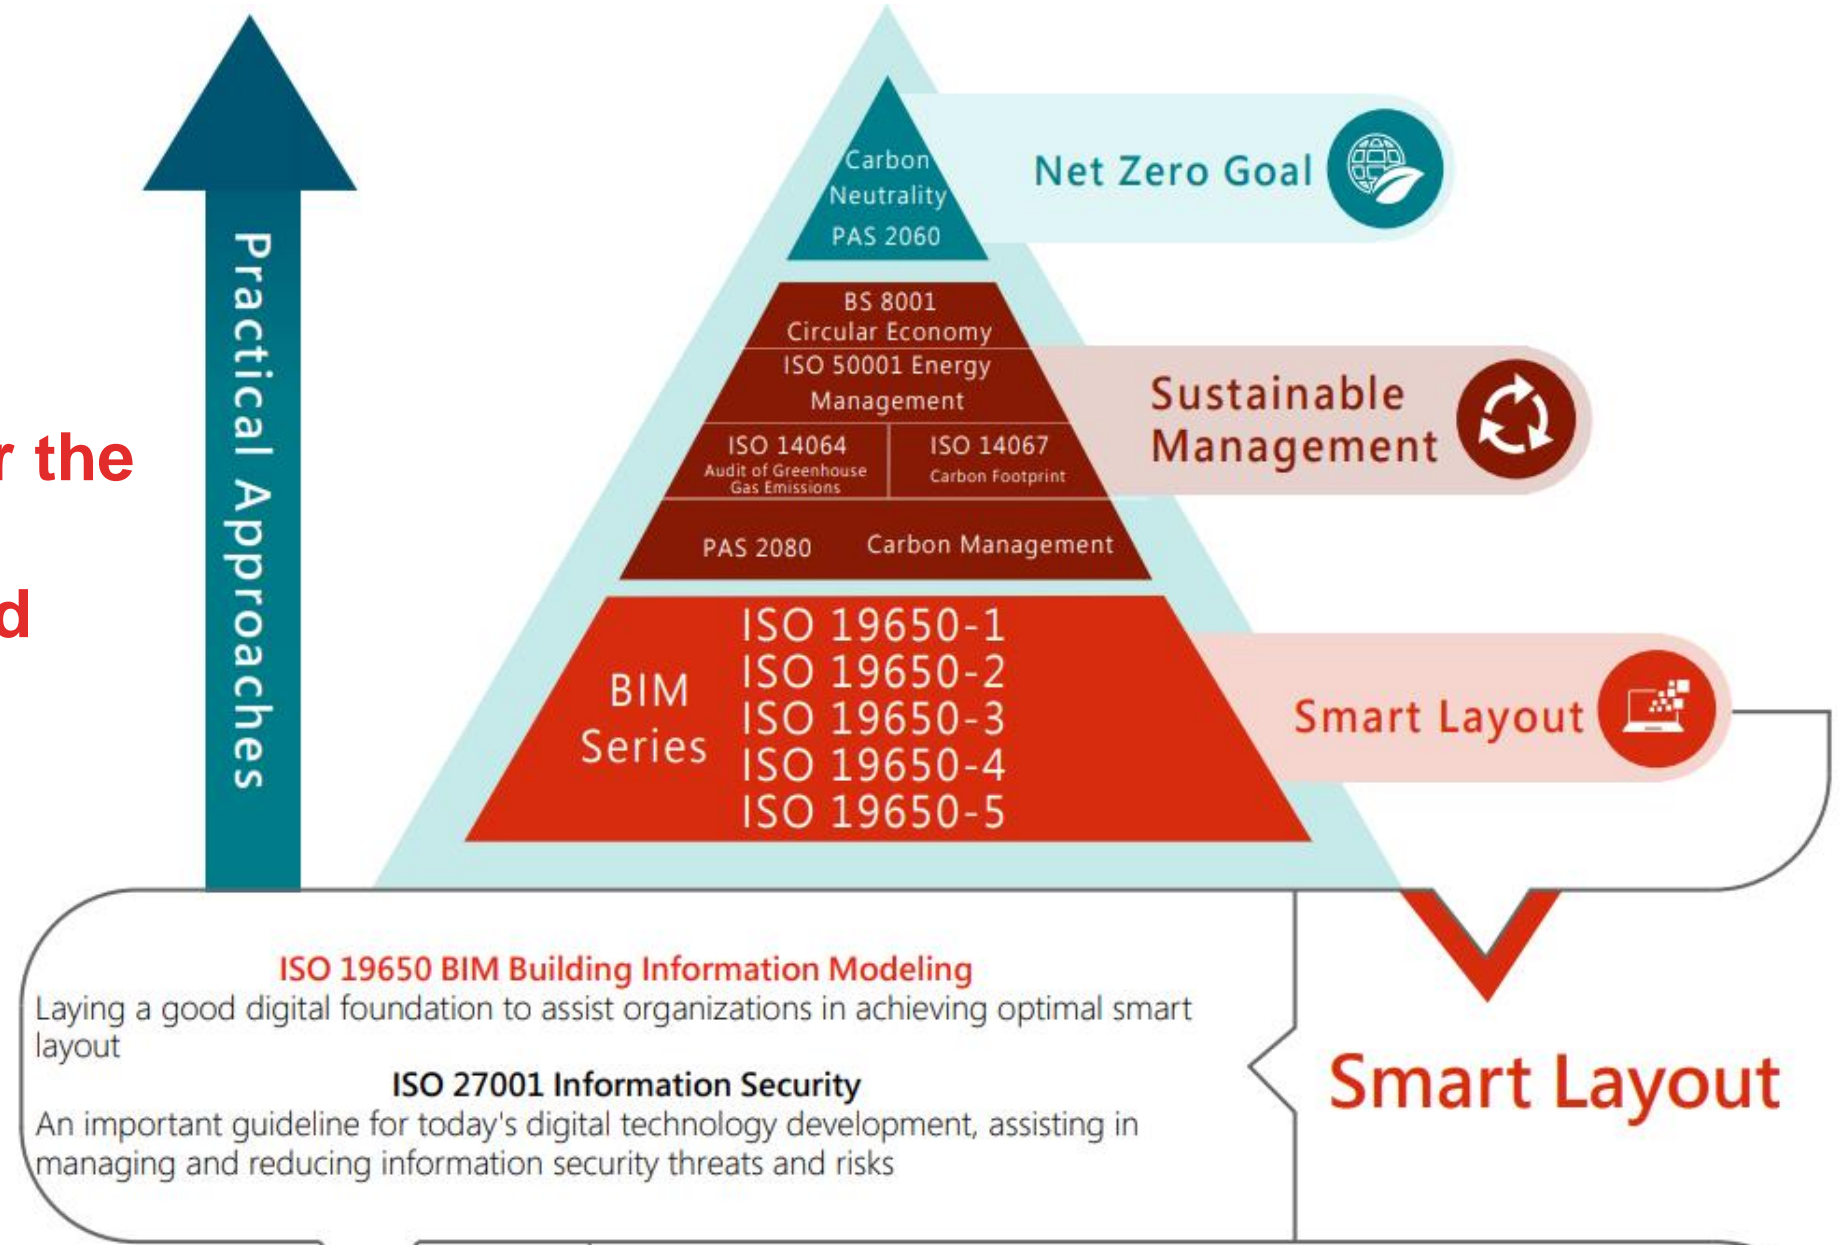 r the
d
Practical Approaches
Carbon
Neutrality
PAS 2060
Net Zero Goal
BS 8001
Circular Economy
ISO 50001 Energy
Management
ISO 14064
Audit of Greenhouse
Gas Emissions
ISO 14067
Carbon Footprint
PAS 2080 Carbon Management
Sustainable
Management
BIM
Series
ISO 19650-1
ISO 19650-2
ISO 19650-3
ISO 19650-4
ISO 19650-5
Smart Layout
ISO 19650 BIM Building Information Modeling
Laying a good digital foundation to assist organizations in achieving optimal smart
layout
ISO 27001 Information Security
An important guideline for today's digital technology development, assisting in
managing and reducing information security threats and risks
Smart Layout